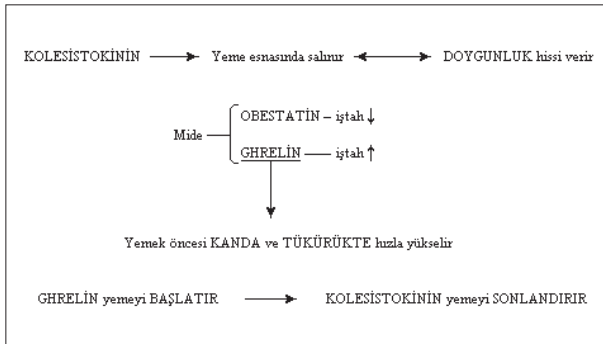 KOLESİSTOKİNİN Yeme esnasında salınır DOYGUNLUK hissi verir
OBESTATİN – iştah ↓
Mide
GHRELİN iştah ↑
Yemek öncesi KANDA ve TÜKÜRÜKTE hızla yükselir
GHRELİN yemeyi BAŞLATIR KOLESİSTOKİNİN yemeyi SONLANDIRIR